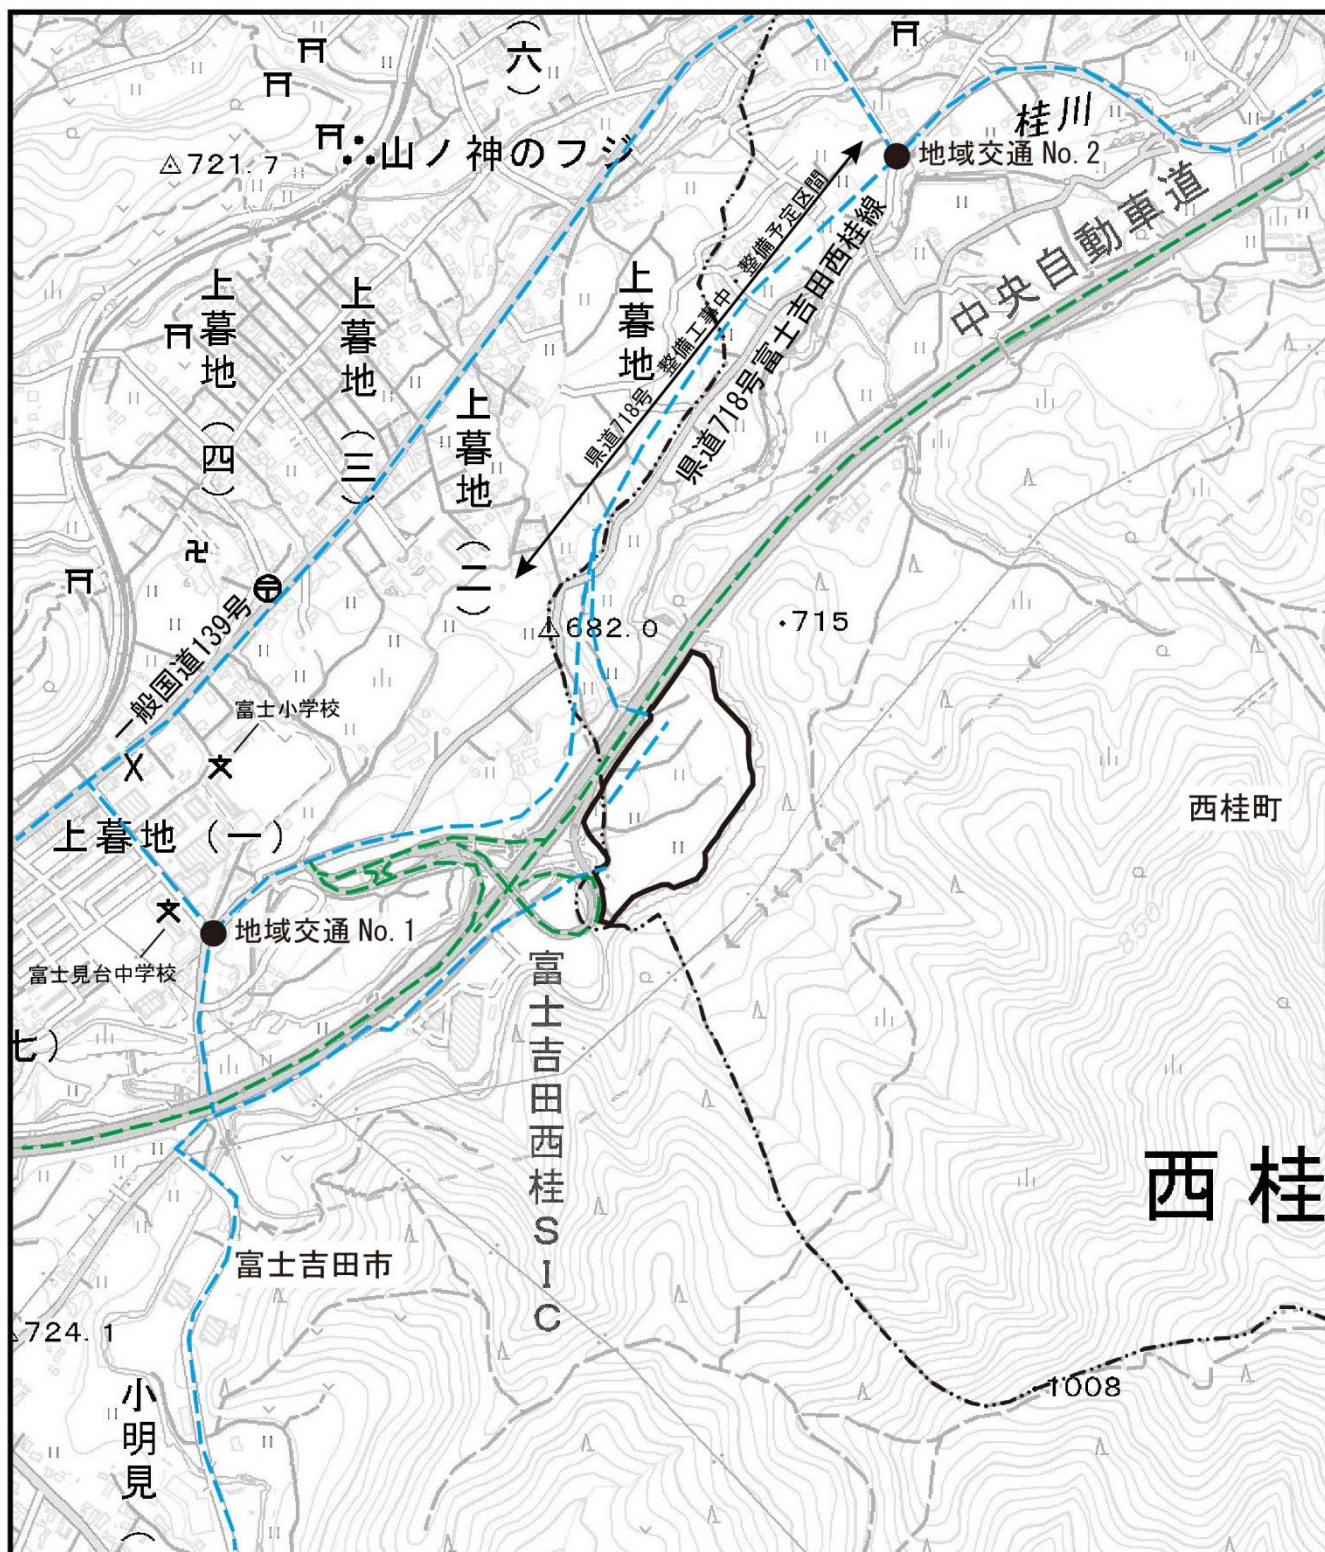 （六）
桂川
地域交通 No. 2
山ノ神のフジ
721.7
中央自動車道
県道718号 整備工事中・整備予定区間
県道718号富士吉田西桂線
上暮地
上暮地（四）
上暮地（三）
上暮地（二）
682.0
715
一般国道139号
富士小学校
西桂町
上暮地（一）
地域交通 No. 1
富士見台中学校
七）
富士吉田西桂SIC
西桂
富士吉田市
724.1
1008
小明見（